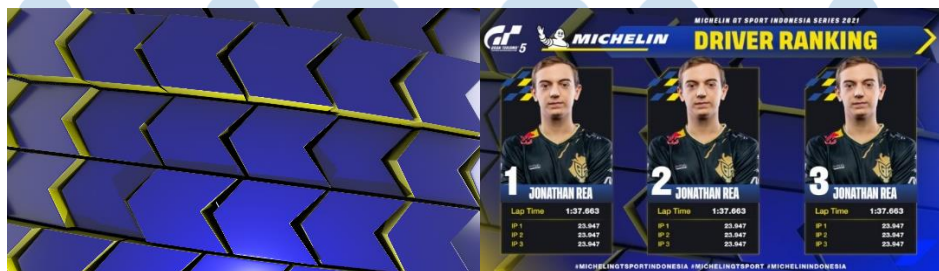 MICHELIN GT SPORT INDONESIA SERIES 2021
GT
GRAN TURISMO 5
MICHELIN
DRIVER RANKING
1 JONATHAN REA
Lap Time 1:37.663
IP 1 23.947
IP 2 23.947
IP 3 23.947
2 JONATHAN REA
Lap Time 1:37.663
IP 1 23.947
IP 2 23.947
IP 3 23.947
3 JONATHAN REA
Lap Time 1:37.663
IP 1 23.947
IP 2 23.947
IP 3 23.947
#MICHELINGTSPORTINDONESIA #MICHELINGTSPORT #MICHELININDONESIA